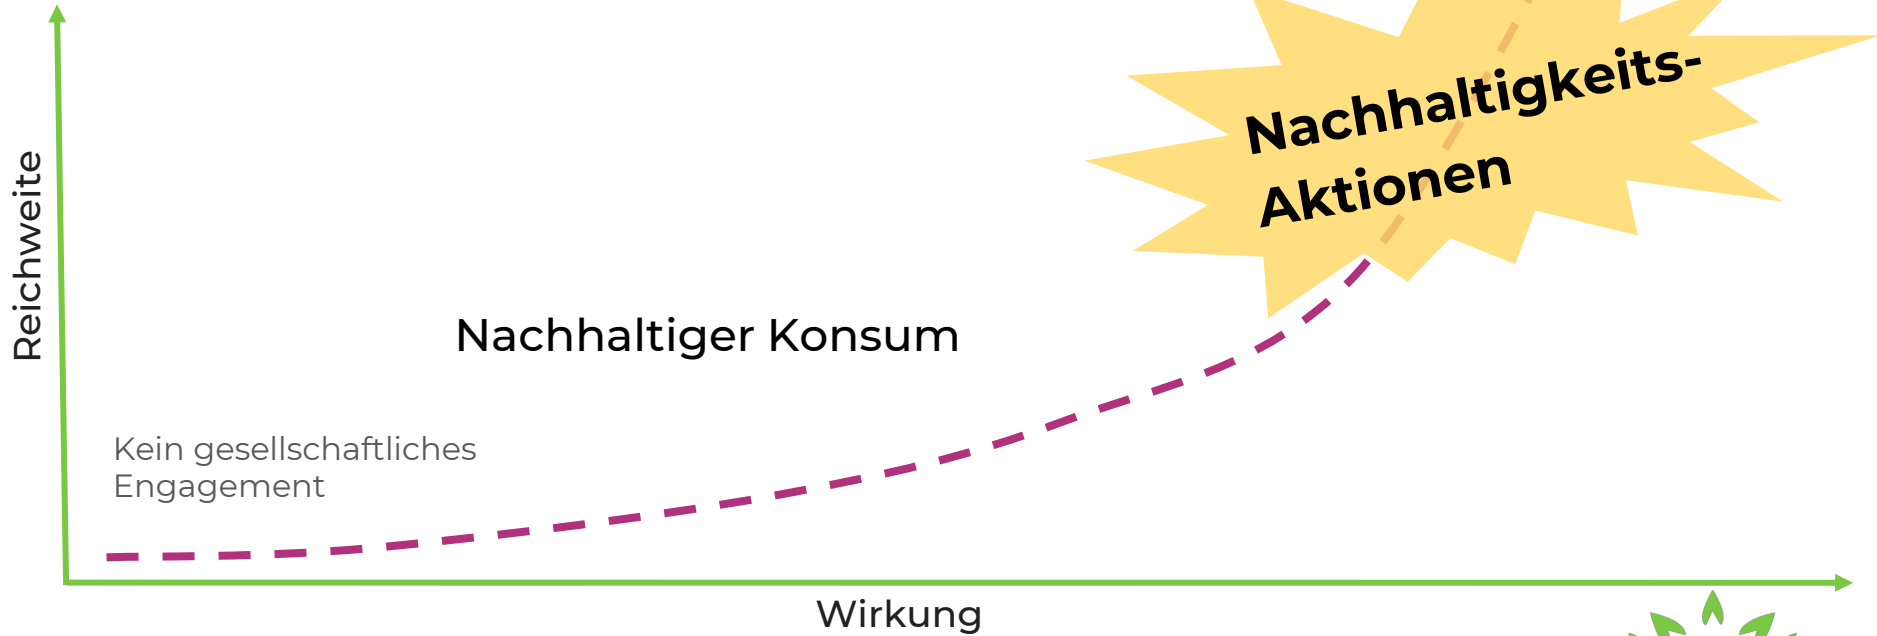 Nachhaltigkeits-
Aktionen
Reichweite
Nachhaltiger Konsum
Kein gesellschaftliches
Engagement
Wirkung